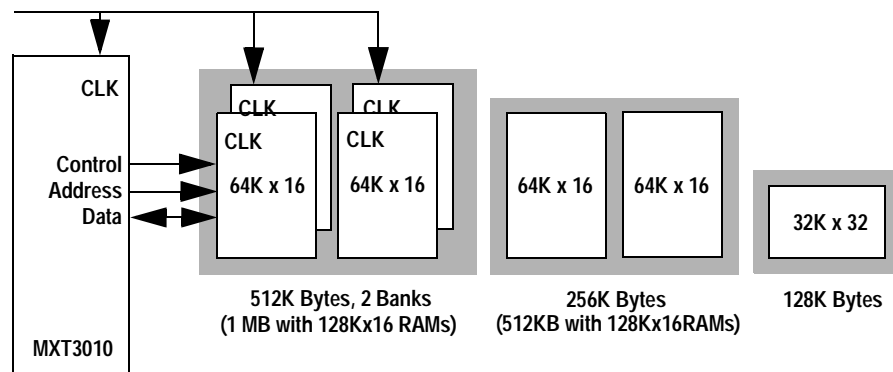 CLK
Control
Address
Data
MXT3010
CLK
CLK
CLK
CLK
64K x 16
64K x 16
512K Bytes, 2 Banks
(1 MB with 128Kx16 RAMs)
64K x 16
64K x 16
256K Bytes
(512KB with 128Kx16RAMs)
32K x 32
128K Bytes